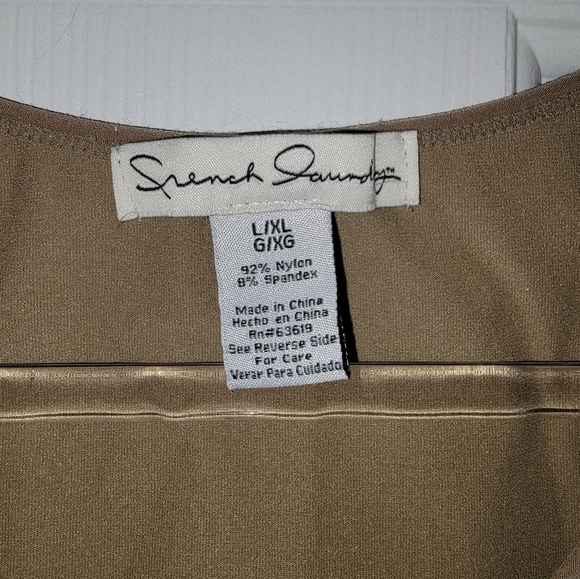 French Laundry™
L/XL
G/XG
92% Nylon
8% Spandex
Made in China
Hecho en China
Rn#63619
See Reverse Side
For Care
Verar Para Cuidado